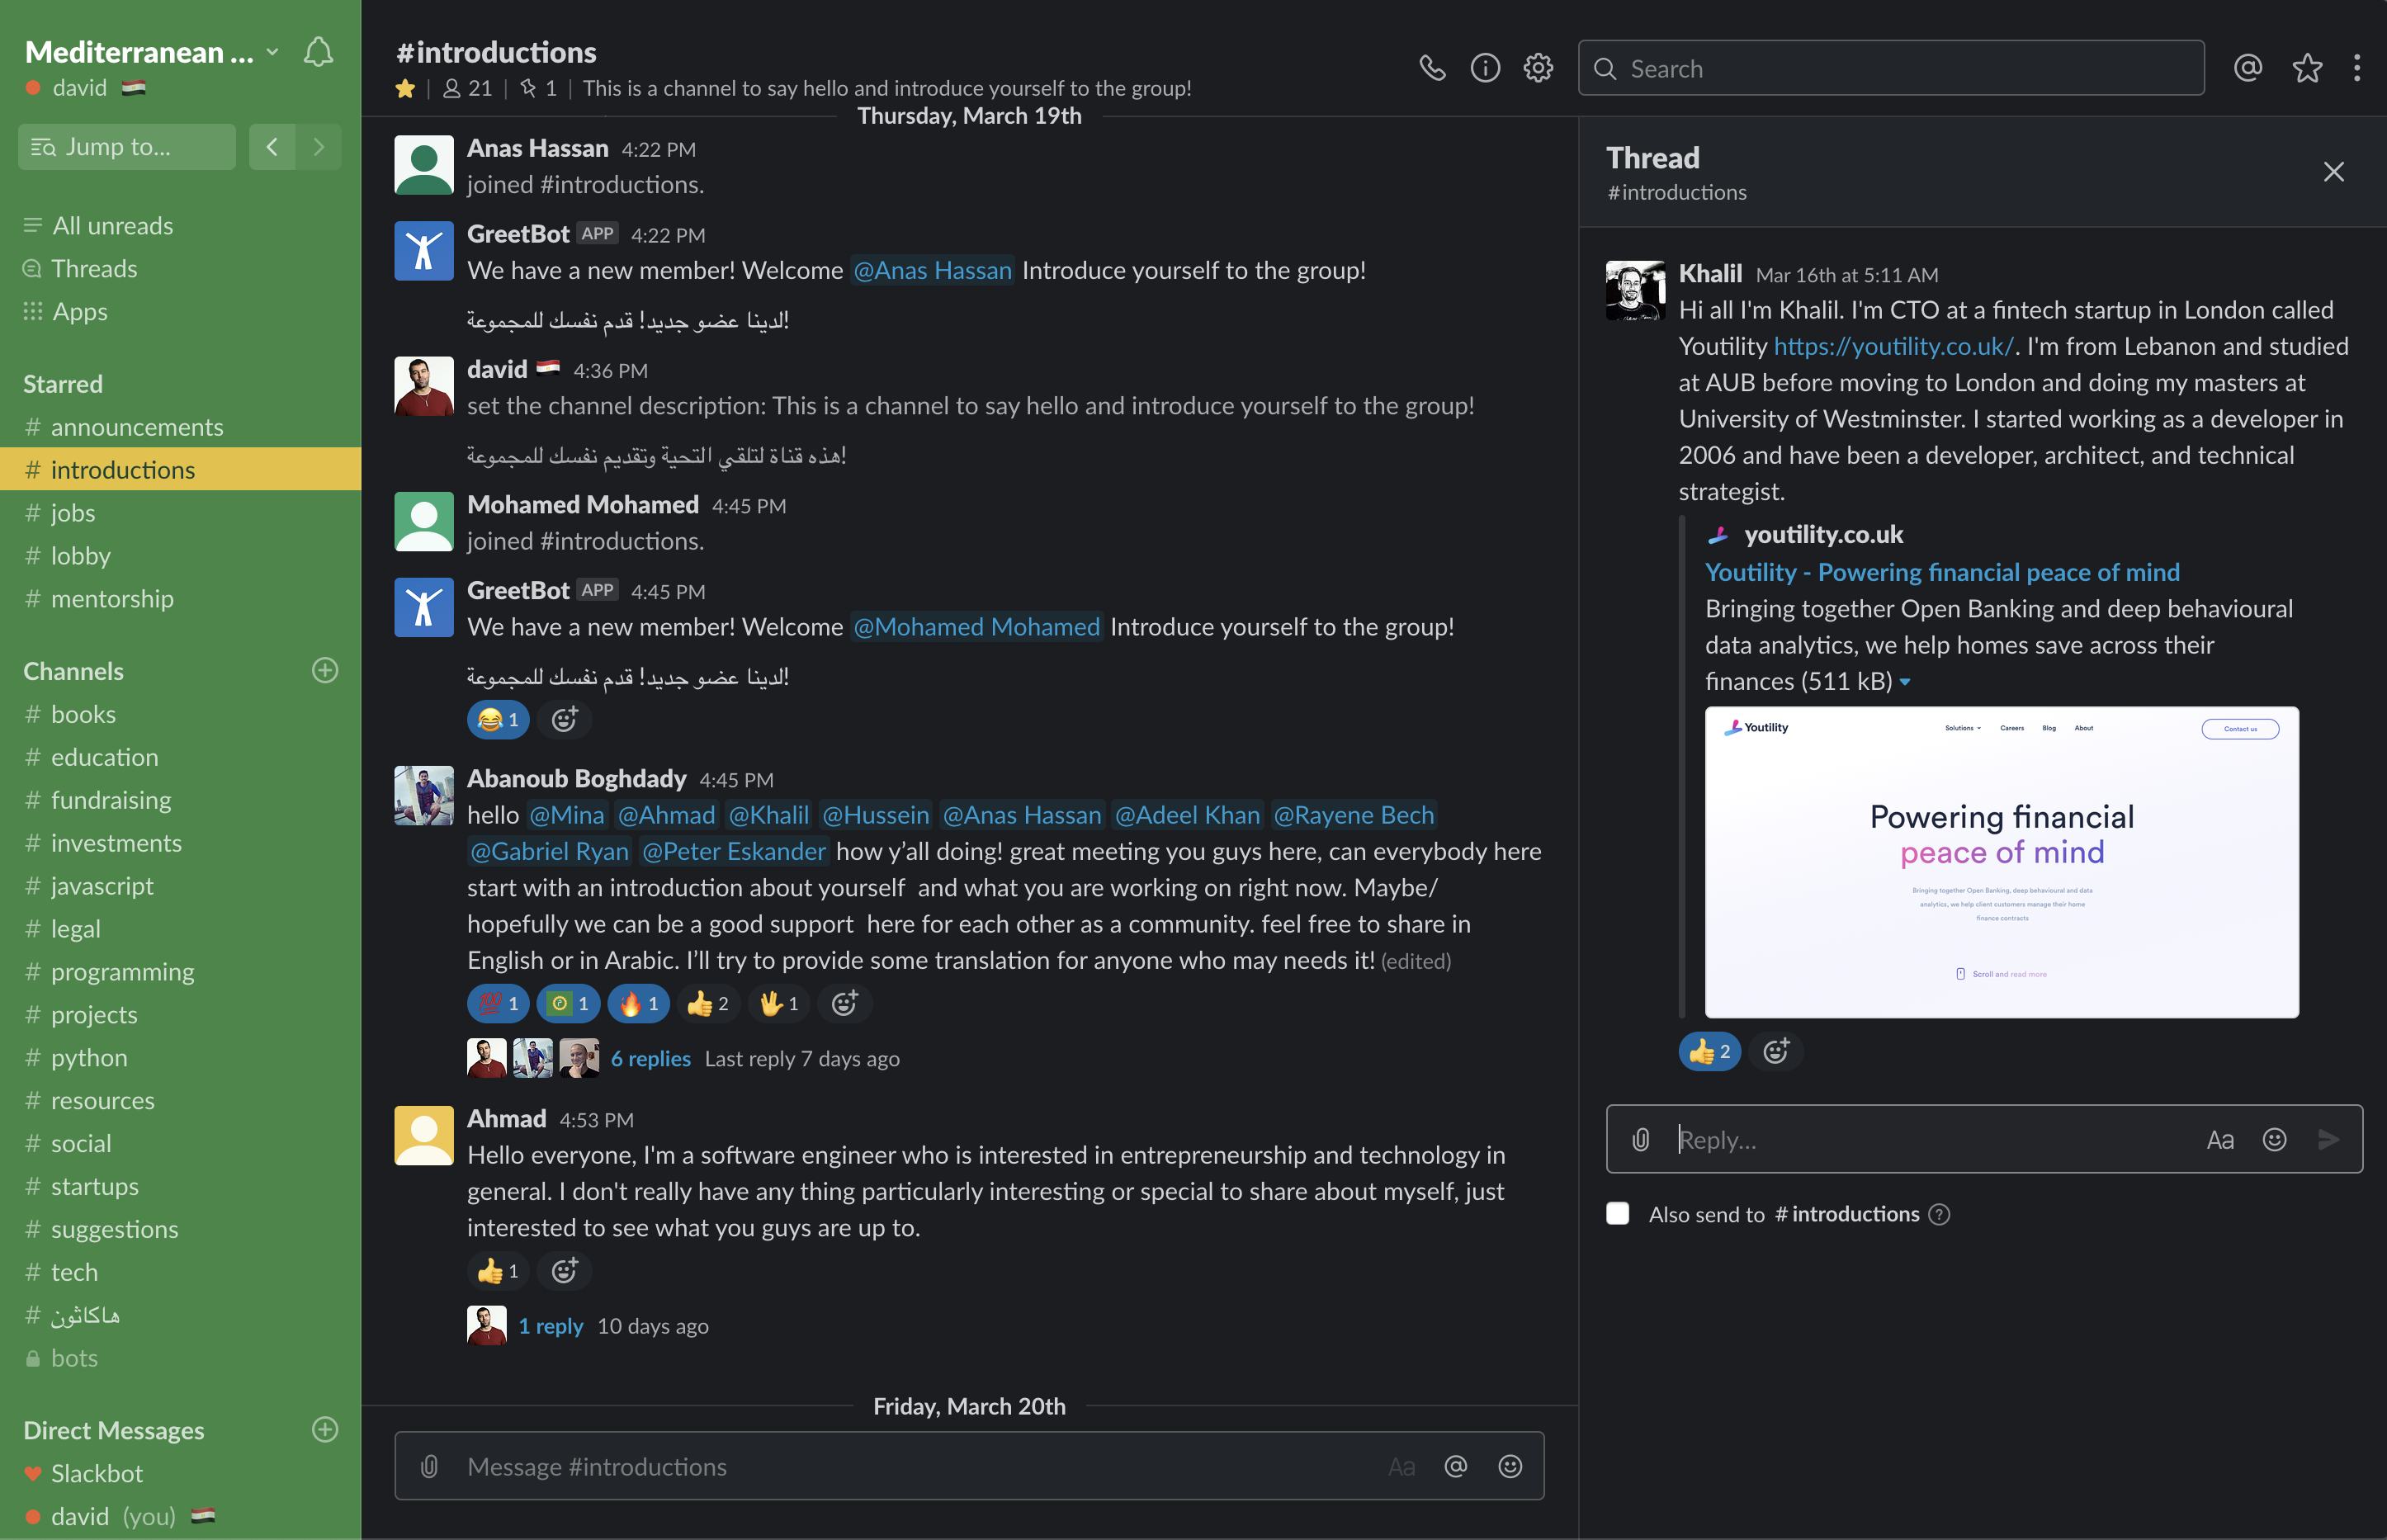 Mediterranean ...
david
Jump to...
All unreads
Threads
Apps
Starred
# announcements
# introductions
# jobs
# lobby
# mentorship
Channels
# books
# education
# fundraising
# investments
# javascript
# legal
# programming
# projects
# python
# resources
# social
# startups
# suggestions
# tech
# هاكاثون
bots
Direct Messages
Slackbot
david (you)
#introductions
21 | 1 | This is a channel to say hello and introduce yourself to the group!
Search
Thursday, March 19th
Anas Hassan 4:22 PM
joined #introductions.
GreetBot APP 4:22 PM
We have a new member! Welcome @Anas Hassan Introduce yourself to the group!
لدينا عضو جديد! قدم نفسك للمجموعة!
david 4:36 PM
set the channel description: This is a channel to say hello and introduce yourself to the group!
هذه قناة لتلقي التحية وتقديم نفسك للمجموعة!
Mohamed Mohamed 4:45 PM
joined #introductions.
GreetBot APP 4:45 PM
We have a new member! Welcome @Mohamed Mohamed Introduce yourself to the group!
لدينا عضو جديد! قدم نفسك للمجموعة!
1
Abanoub Boghdady 4:45 PM
hello @Mina @Ahmad @Khalil @Hussein @Anas Hassan @Adeel Khan @Rayene Bech
@Gabriel Ryan @Peter Eskander how y’all doing! great meeting you guys here, can everybody here
start with an introduction about yourself and what you are working on right now. Maybe/
hopefully we can be a good support here for each other as a community. feel free to share in
English or in Arabic. I’ll try to provide some translation for anyone who may needs it! (edited)
100 1 1 1 2 1
6 replies Last reply 7 days ago
Ahmad 4:53 PM
Hello everyone, I'm a software engineer who is interested in entrepreneurship and technology in
general. I don't really have any thing particularly interesting or special to share about myself, just
interested to see what you guys are up to.
1
1 reply 10 days ago
Friday, March 20th
Message #introductions
Aa @
Thread
#introductions
Khalil Mar 16th at 5:11 AM
Hi all I'm Khalil. I'm CTO at a fintech startup in London called
Youtility https://youtility.co.uk/. I'm from Lebanon and studied
at AUB before moving to London and doing my masters at
University of Westminster. I started working as a developer in
2006 and have been a developer, architect, and technical
strategist.
youtility.co.uk
Youtility - Powering financial peace of mind
Bringing together Open Banking and deep behavioural
data analytics, we help homes save across their
finances (511 kB)
Youtility Solutions Careers Blog About Contact us
Powering financial
peace of mind
Bringing together Open Banking, deep behavioural and data
analytics, we help client customers manage their home
finance contracts
Scroll and read more
2
Reply...
Aa
Also send to # introductions ?